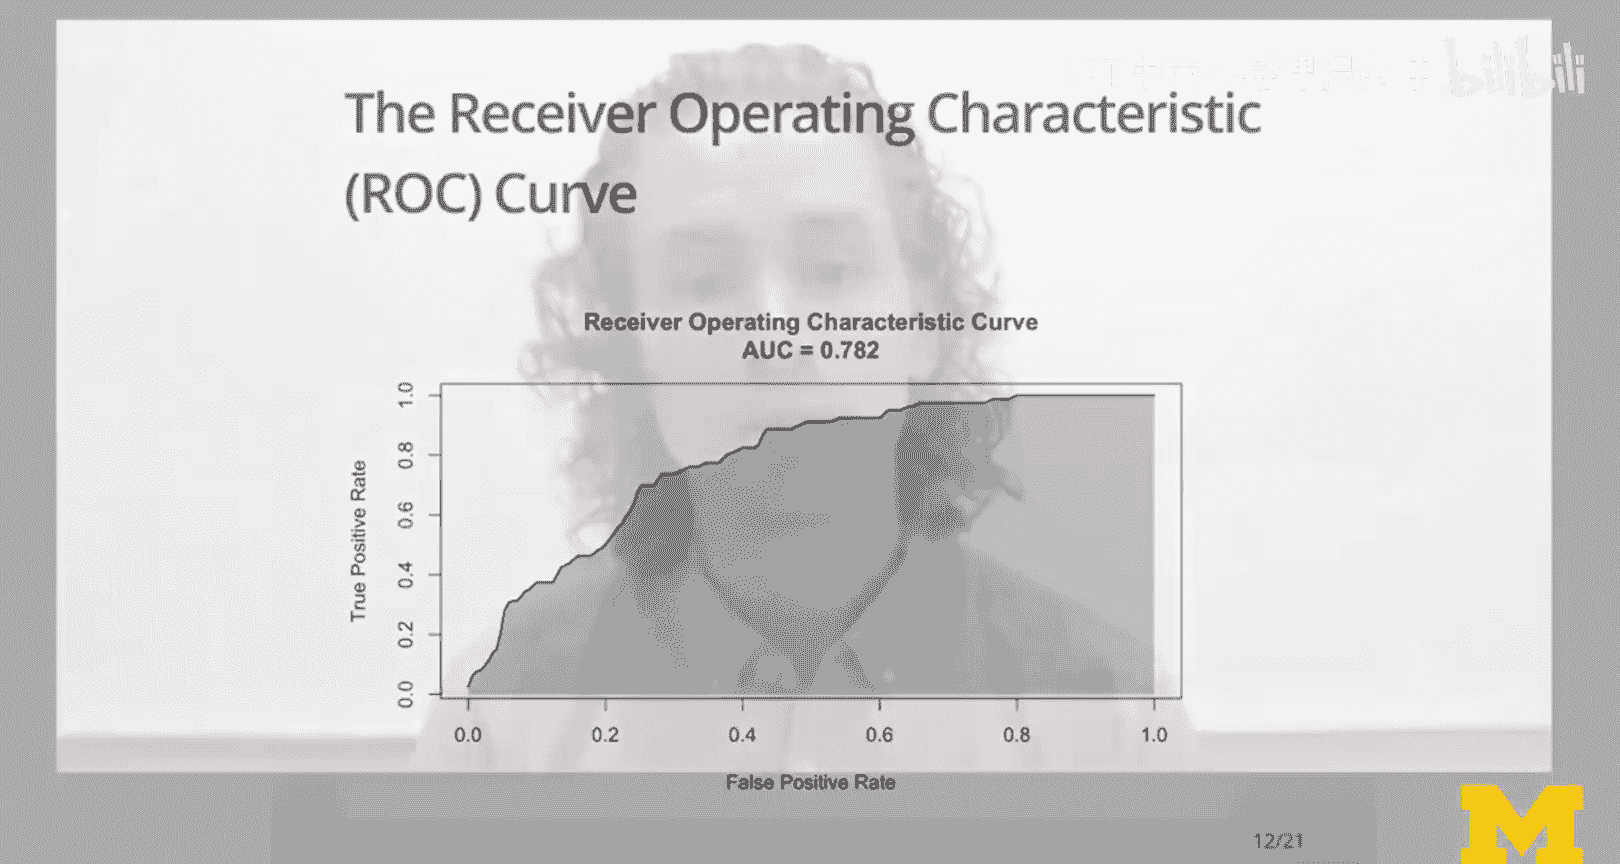 The Receiver Operating Characteristic
(ROC) Curve
bilibili
Receiver Operating Characteristic Curve
AUC = 0.782
True Positive Rate
1.0
0.8
0.6
0.4
0.2
0.0
0.0 0.2 0.4 0.6 0.8 1.0
False Positive Rate
12/21
M